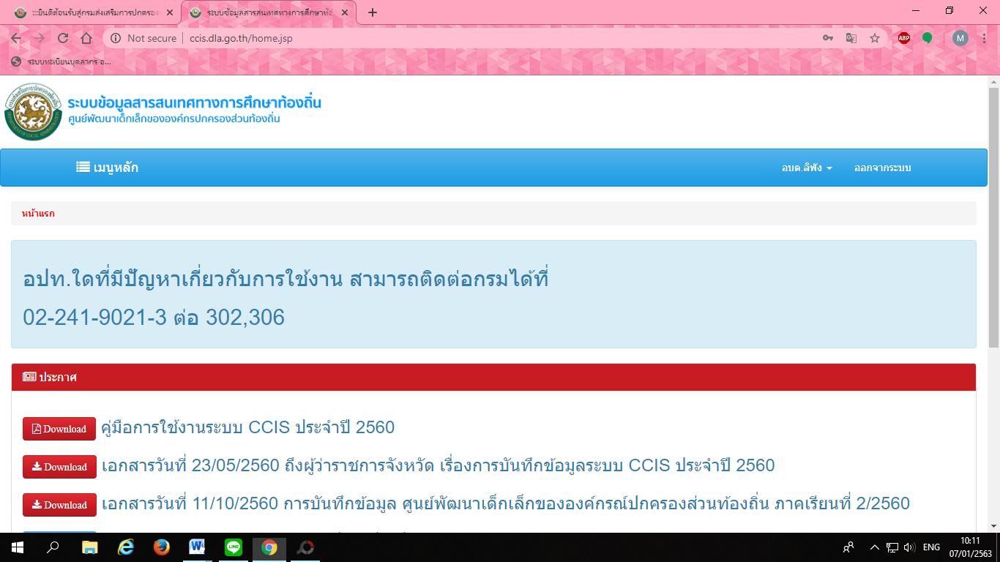 :::ยินดีต้อนรับสู่กรมส่งเสริมการปกครอง
ระบบข้อมูลสารสนเทศทางการศึกษาท้อ
Not secure
ccis.dla.go.th/home.jsp
ABP
M
ระบบทะเบียนบุคลากร อ...
ระบบข้อมูลสารสนเทศทางการศึกษาท้องถิ่น
ศูนย์พัฒนาเด็กเล็กขององค์กรปกครองส่วนท้องถิ่น
เมนูหลัก
อบต.ลิพัง
ออกจากระบบ
หน้าแรก
อปท.ใดที่มีปัญหาเกี่ยวกับการใช้งาน สามารถติดต่อกรมได้ที่
02-241-9021-3 ต่อ 302,306
ประกาศ
Download คู่มือการใช้งานระบบ CCIS ประจำปี 2560
Download เอกสารวันที่ 23/05/2560 ถึงผู้ว่าราชการจังหวัด เรื่องการบันทึกข้อมูลระบบ CCIS ประจำปี 2560
Download เอกสารวันที่ 11/10/2560 การบันทึกข้อมูล ศูนย์พัฒนาเด็กเล็กขององค์กรณ์ปกครองส่วนท้องถิ่น ภาคเรียนที่ 2/2560
LINE
ENG
10:11
07/01/2563